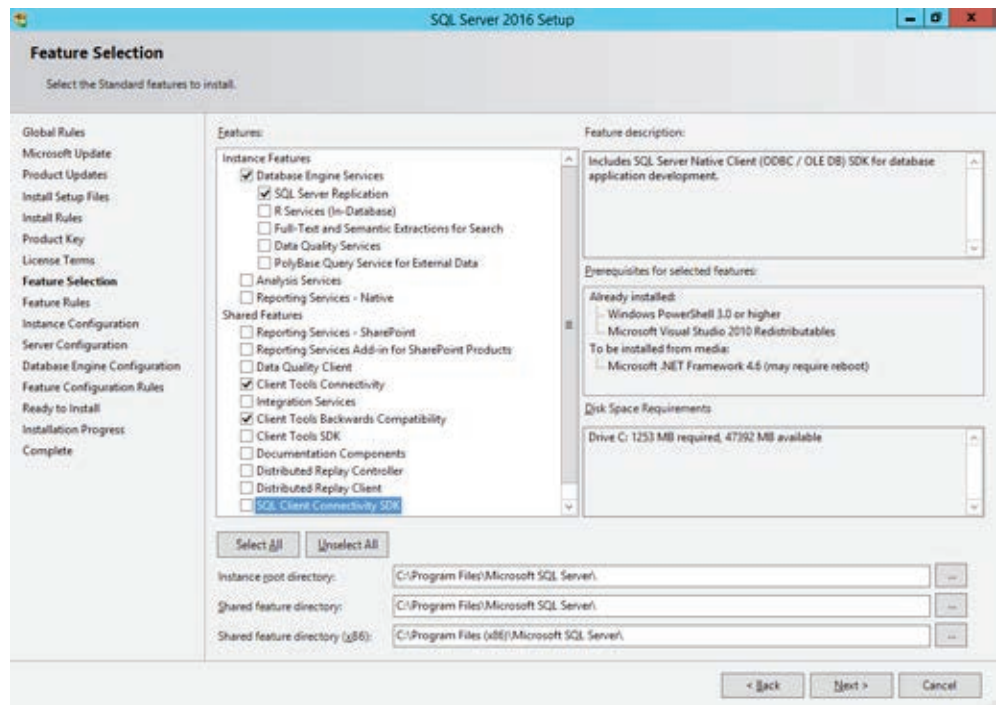 SQL Server 2016 Setup
Feature Selection
Select the Standard features to install.
Global Rules
Microsoft Update
Product Updates
Install Setup Files
Install Rules
Product Key
License Terms
Feature Selection
Feature Rules
Instance Configuration
Server Configuration
Database Engine Configuration
Feature Configuration Rules
Ready to Install
Installation Progress
Complete
Features:
Instance Features
Database Engine Services
SQL Server Replication
R Services (In-Database)
Full-Text and Semantic Extractions for Search
Data Quality Services
PolyBase Query Service for External Data
Analysis Services
Reporting Services - Native
Shared Features
Reporting Services - SharePoint
Reporting Services Add-in for SharePoint Products
Data Quality Client
Client Tools Connectivity
Integration Services
Client Tools Backwards Compatibility
Client Tools SDK
Documentation Components
Distributed Replay Controller
Distributed Replay Client
SQL Client Connectivity SDK
Feature description:
Includes SQL Server Native Client (ODBC / OLE DB) SDK for database
application development.
Prerequisites for selected features:
Already installed:
Windows PowerShell 3.0 or higher
Microsoft Visual Studio 2010 Redistributables
To be installed from media:
Microsoft .NET Framework 4.6 (may require reboot)
Disk Space Requirements
Drive C: 1253 MB required, 47392 MB available
Select All
Unselect All
Instance root directory:
C:\Program Files\Microsoft SQL Server\
...
Shared feature directory:
C:\Program Files\Microsoft SQL Server\
...
Shared feature directory (x86):
C:\Program Files (x86)\Microsoft SQL Server\
...
< Back
Next >
Cancel